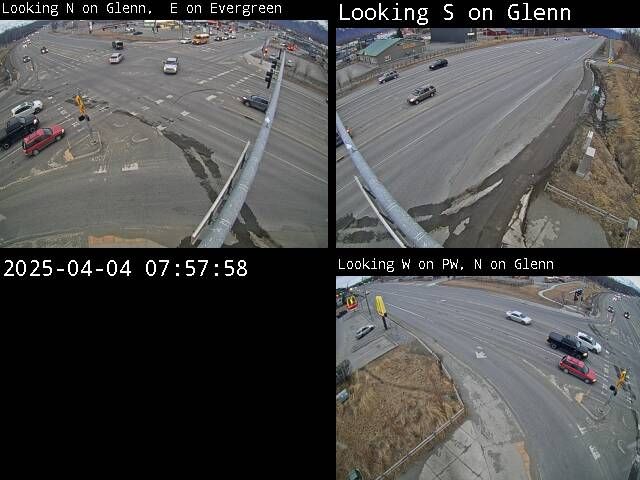 Looking N on Glenn,  E on Evergreen
Looking S on Glenn
2025-04-04 07:57:58
Looking W on PW, N on Glenn